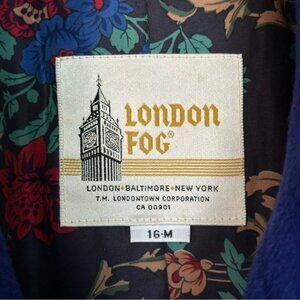 LONDON
FOG®
LONDON•BALTIMORE•NEW YORK
T.M. LONDONTOWN CORPORATION
CA 00901
16-M